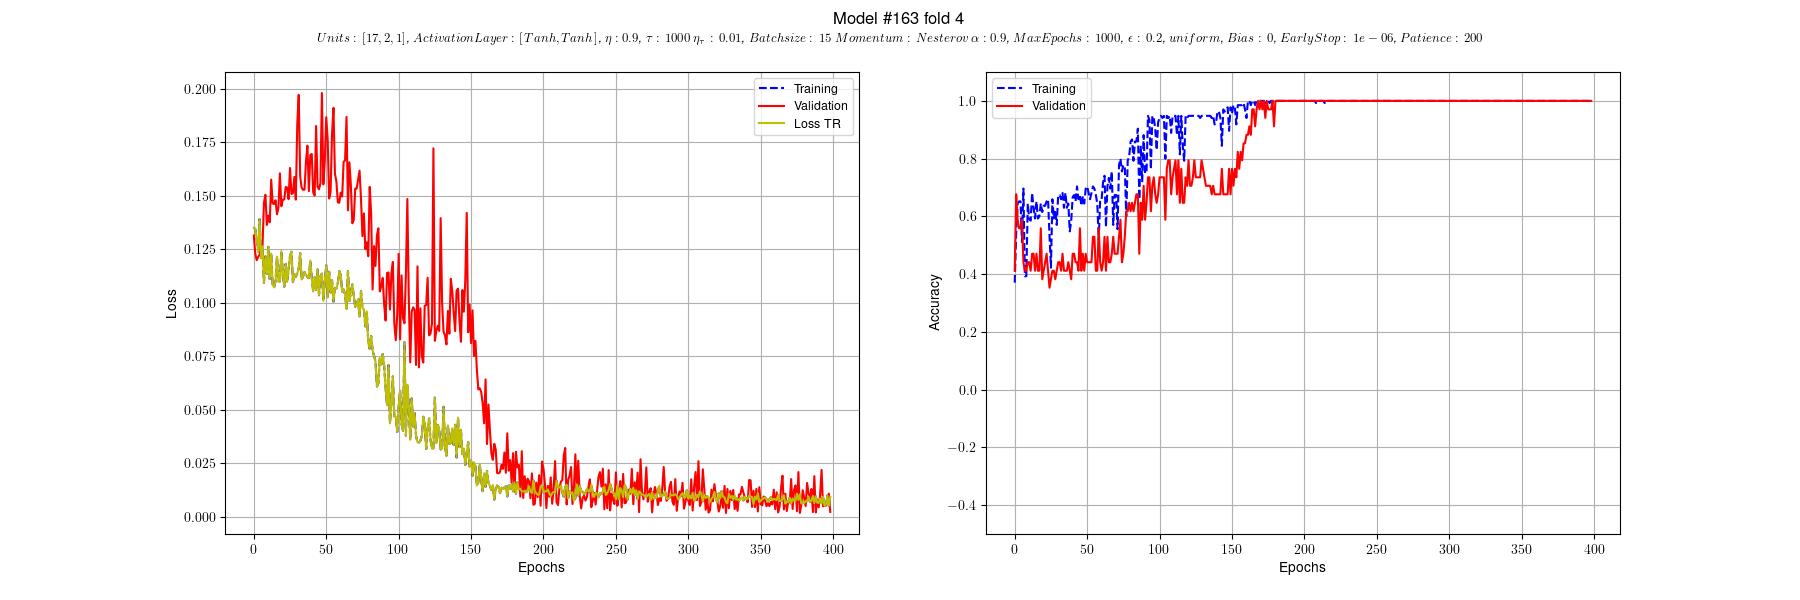 Model #163 fold 4
Units : [17, 2, 1], ActivationLayer : [Tanh, Tanh], η : 0.9, τ : 1000 ητ : 0.01, Batchsize : 15 Momentum : Nesterov α : 0.9, MaxEpochs : 1000, ϵ : 0.2, uniform, Bias : 0, EarlyStop : 1e − 06, Patience : 200
0.200
0.175
0.150
0.125
0.100
0.075
0.050
0.025
0.000
Loss
Training
Validation
Loss TR
0 50 100 150 200 250 300 350 400
Epochs
1.0
0.8
0.6
0.4
0.2
0.0
−0.2
−0.4
Accuracy
Training
Validation
0 50 100 150 200 250 300 350 400
Epochs